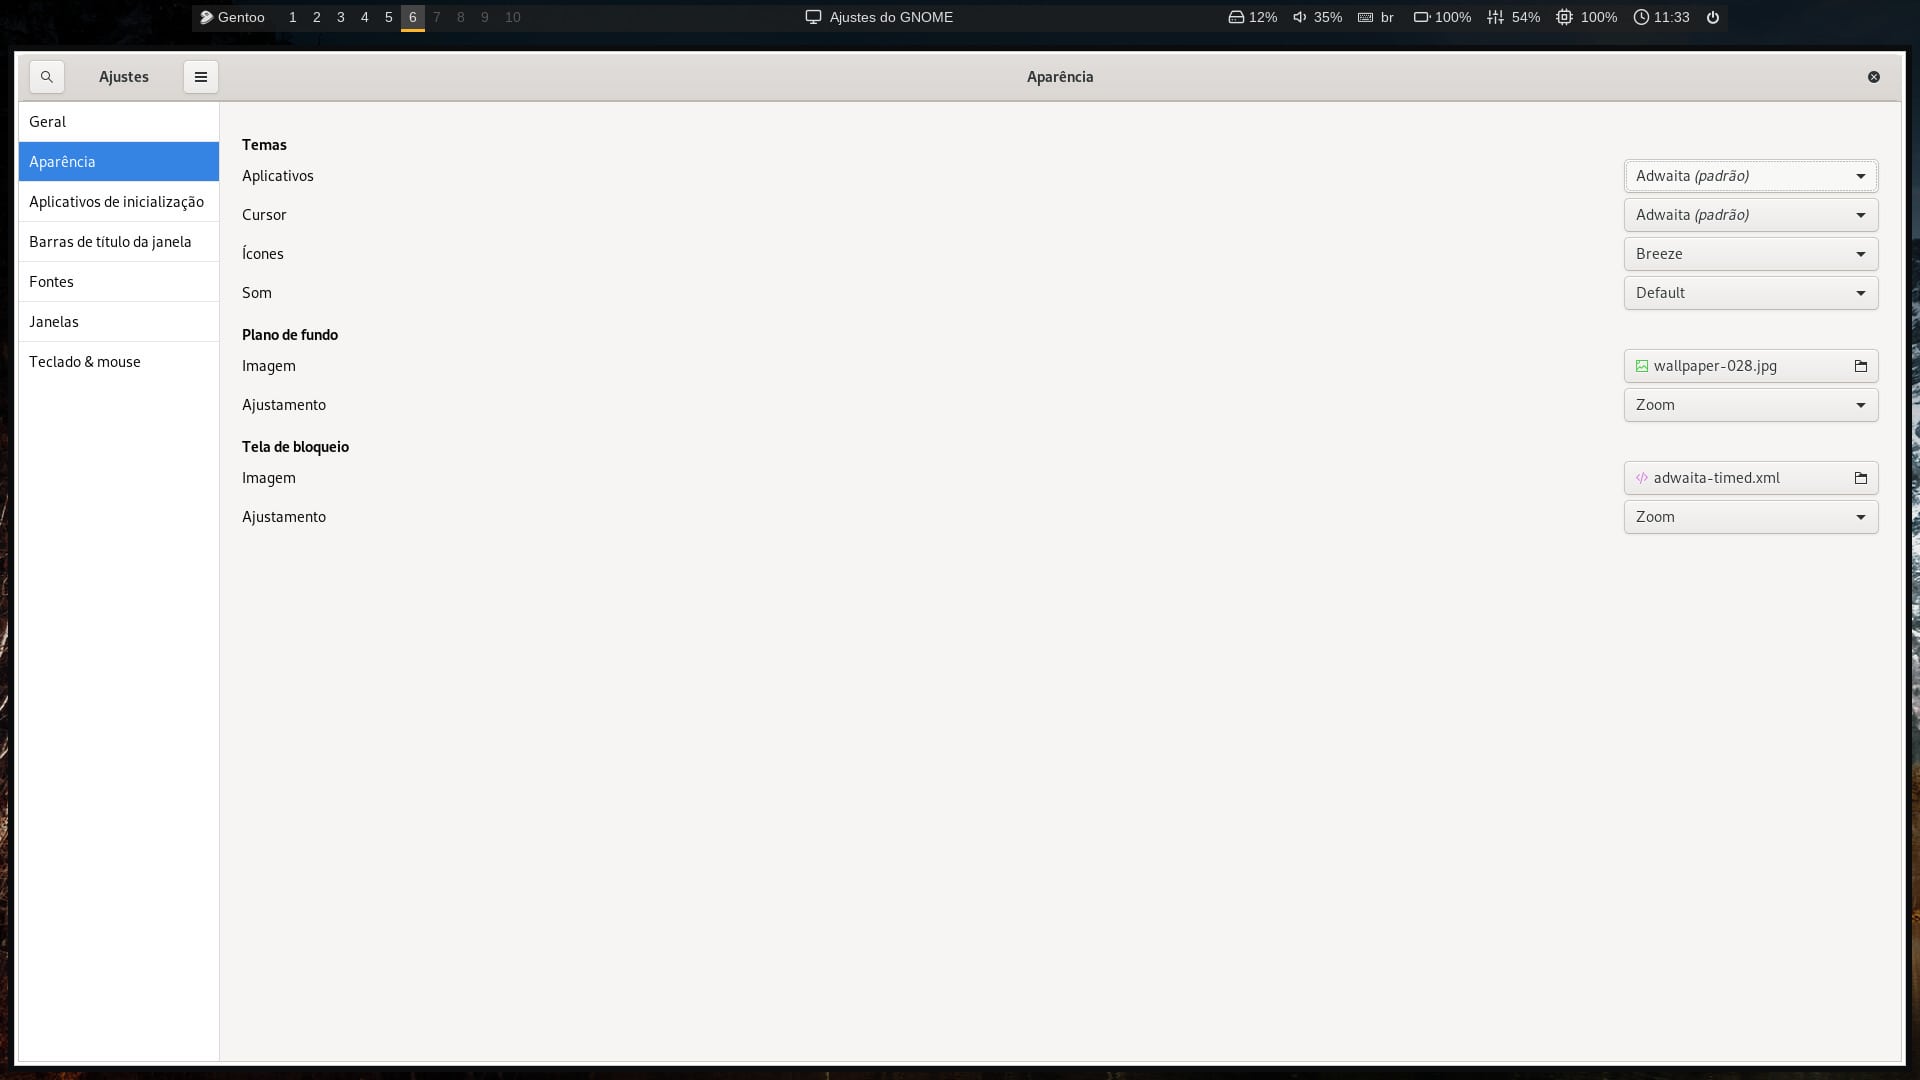 Gentoo 1 2 3 4 5 6 7 8 9 10 Ajustes do GNOME 12% 35% br 100% 54% 100% 11:33
Ajustes Aparência
Geral
Aparência
Aplicativos de inicialização
Barras de título da janela
Fontes
Janelas
Teclado & mouse
Temas
Aplicativos Adwaita (padrão)
Cursor Adwaita (padrão)
Ícones Breeze
Som Default
Plano de fundo
Imagem wallpaper-028.jpg
Ajustamento Zoom
Tela de bloqueio
Imagem adwaita-timed.xml
Ajustamento Zoom